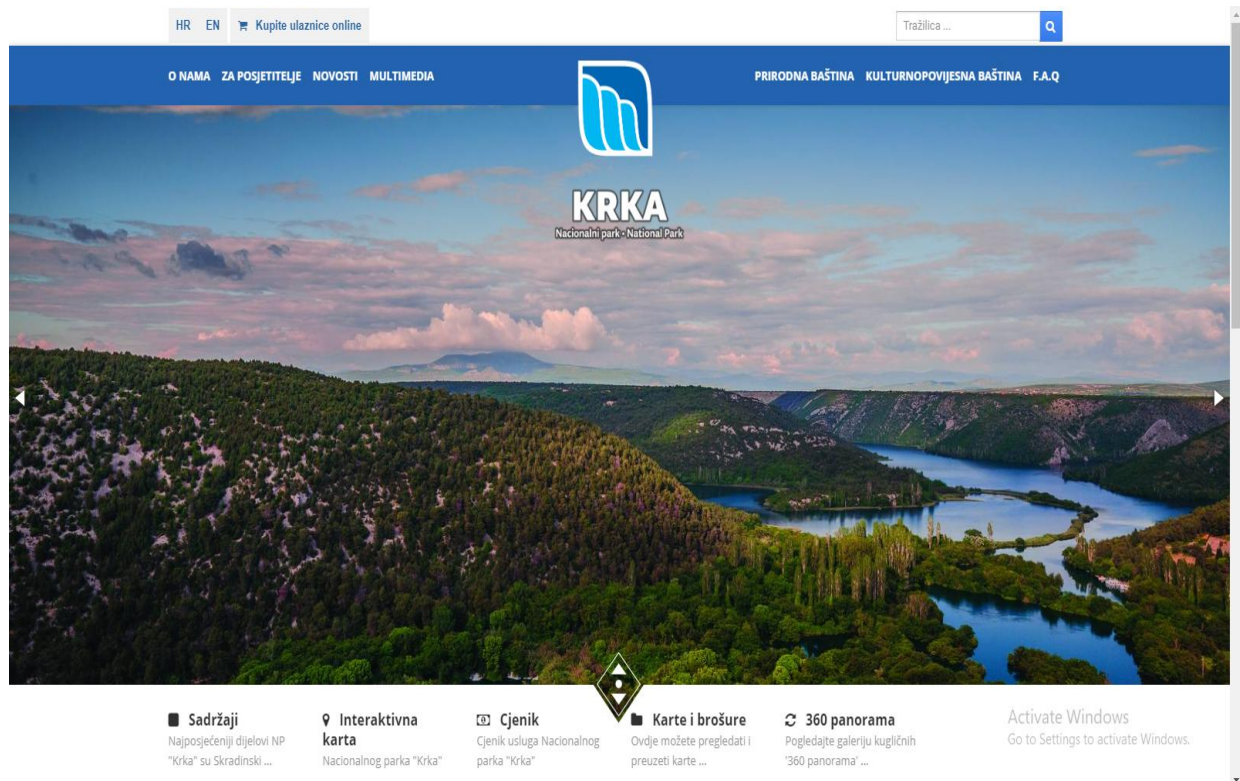 HR EN Kupite ulaznice online
Tražilica ...
O NAMA ZA POSJETITELJE NOVOSTI MULTIMEDIA
PRIRODNA BAŠTINA KULTURNOPOVIJESNA BAŠTINA F.A.Q
KRKA
Nacionalni park - National Park
Sadržaji
Najposjećeniji dijelovi NP
"Krka" su Skradinski ...
Interaktivna
karta
Nacionalnog parka "Krka"
Cjenik
Cjenik usluga Nacionalnog
parka "Krka"
Karte i brošure
Ovdje možete pregledati i
preuzeti karte ...
360 panorama
Pogledajte galeriju kugličnih
'360 panorama' ...
Activate Windows
Go to Settings to activate Windows.